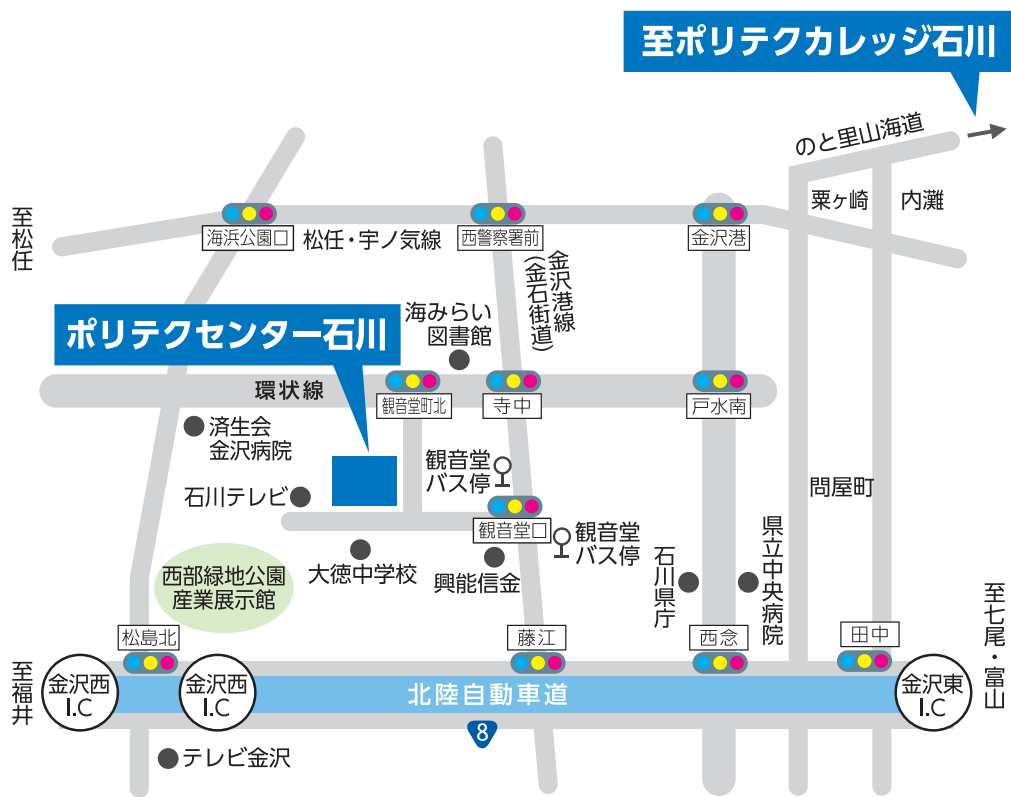 至ポリテクカレッジ石川
のと里山海道
粟ヶ崎
内灘
至松任
海浜公園口
松任・宇ノ気線
西警察署前
金沢港
金沢港線
(金石街道)
海みらい
図書館
ポリテクセンター石川
環状線
観音堂町北
寺中
戸水南
済生会
金沢病院
石川テレビ
観音堂
バス停
問屋町
観音堂口
観音堂
バス停
大徳中学校
興能信金
石川県庁
県立中央病院
西部緑地公園
産業展示館
至七尾・富山
松島北
藤江
西念
田中
至福井
金沢西
I.C
金沢西
I.C
北陸自動車道
金沢東
I.C
8
テレビ金沢